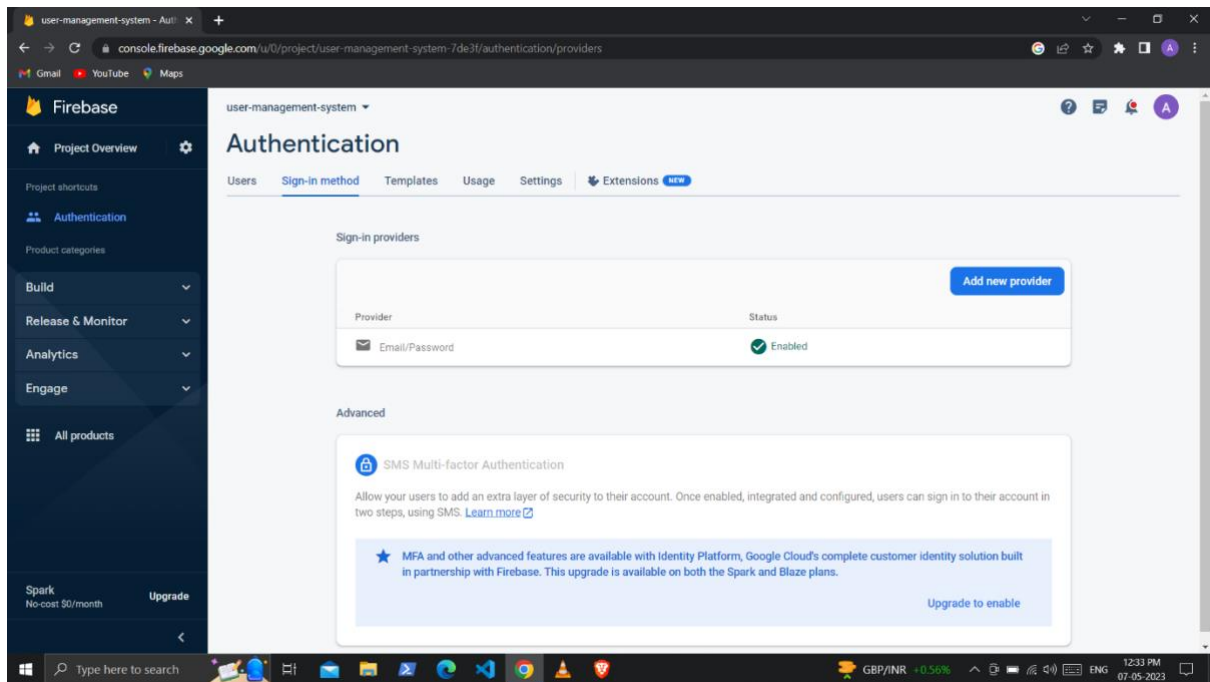 user-management-system - Auth
console.firebase.google.com/u/0/project/user-management-system-7de3f/authentication/providers
Gmail YouTube Maps
Firebase
Project Overview
Project shortcuts
Authentication
Product categories
Build
Release & Monitor
Analytics
Engage
All products
Spark
No-cost $0/month
Upgrade
user-management-system
A
A
Authentication
Users Sign-in method Templates Usage Settings Extensions NEW
Sign-in providers
Add new provider
Provider Status
Email/Password Enabled
Advanced
SMS Multi-factor Authentication
Allow your users to add an extra layer of security to their account. Once enabled, integrated and configured, users can sign in to their account in
two steps, using SMS. Learn more
MFA and other advanced features are available with Identity Platform, Google Cloud's complete customer identity solution built
in partnership with Firebase. This upgrade is available on both the Spark and Blaze plans.
Upgrade to enable
Type here to search
GBP/INR +0.56%
ENG
12:33 PM
07-05-2023